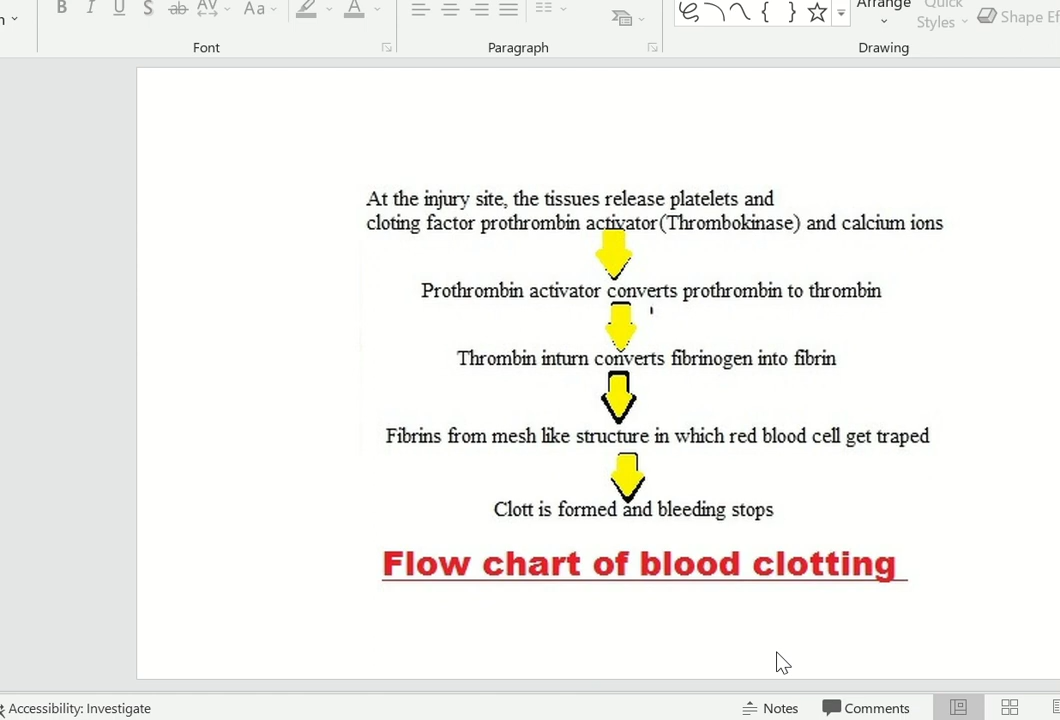 B I U S ab AV Aa A
Arrange
Quick
Styles
Shape Ef
Font
Paragraph
Drawing
At the injury site, the tissues release platelets and
cloting factor prothrombin activator(Thrombokinase) and calcium ions
Prothrombin activator converts prothrombin to thrombin
Thrombin inturn converts fibrinogen into fibrin
Fibrins from mesh like structure in which red blood cell get traped
Clott is formed and bleeding stops
Flow chart of blood clotting
Accessibility: Investigate
Notes
Comments